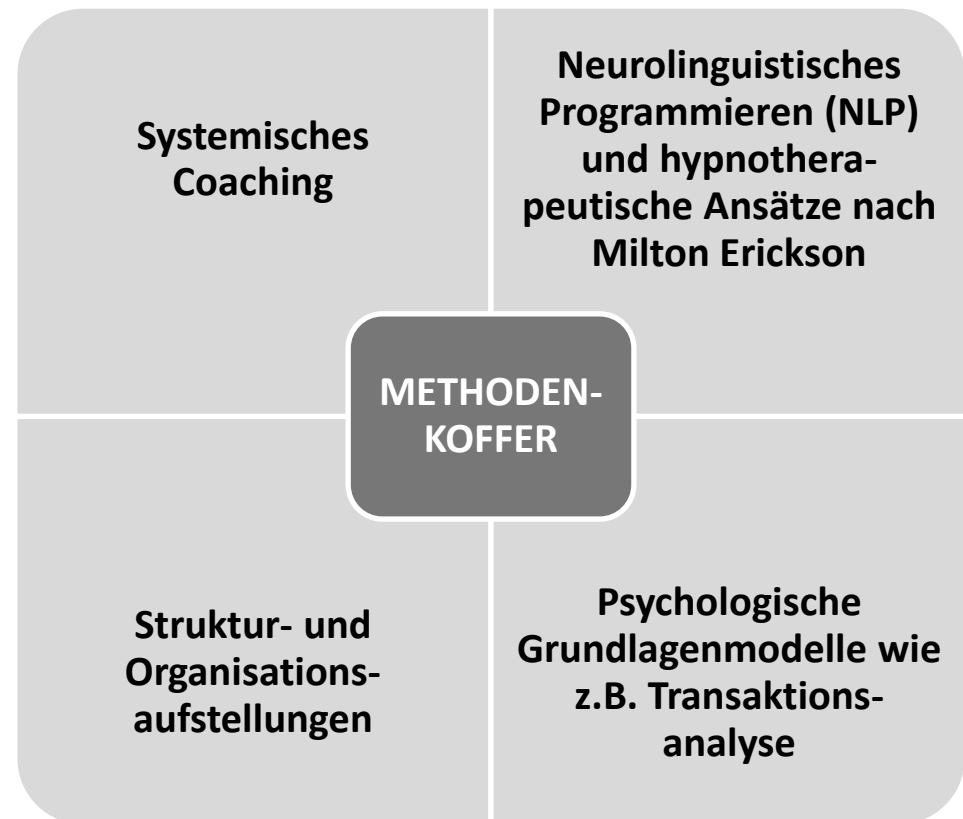 Systemisches
Coaching
Neurolinguistisches
Programmieren (NLP)
und hypnothera-
peutische Ansätze nach
Milton Erickson
METHODEN-
KOFFER
Struktur- und
Organisations-
aufstellungen
Psychologische
Grundlagenmodelle wie
z.B. Transaktions-
analyse